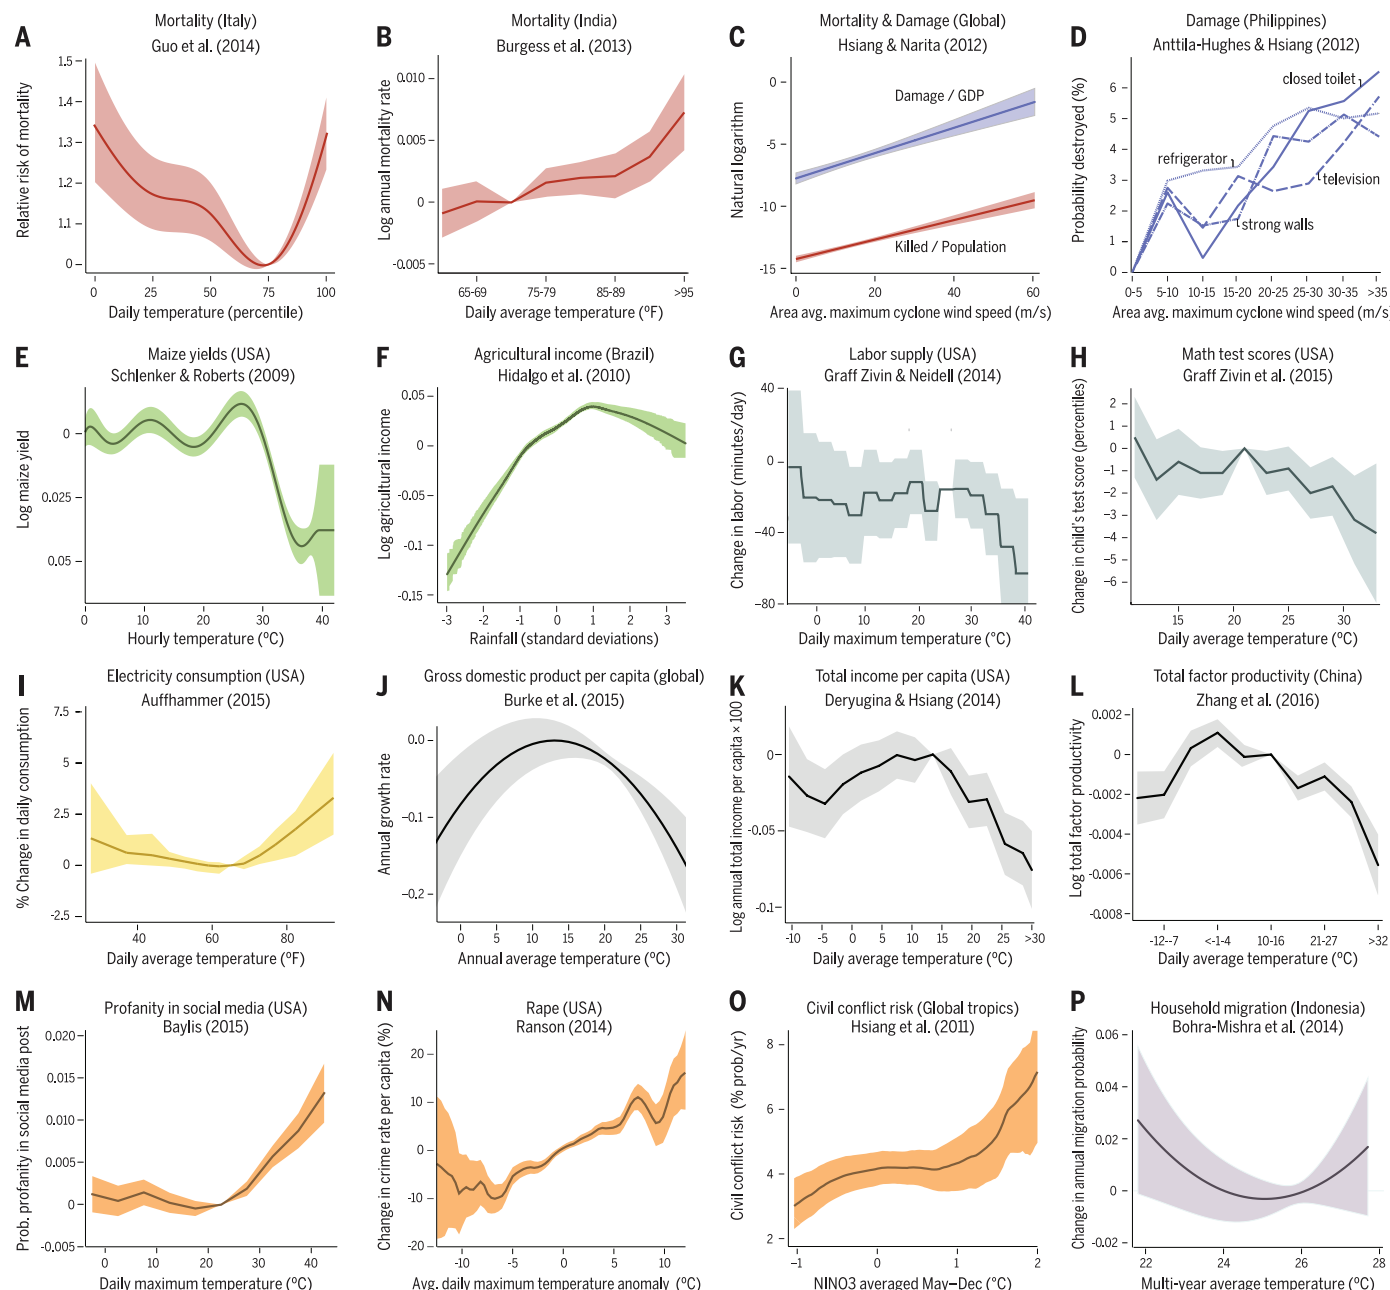 A
Mortality (Italy)
Guo et al. (2014)
Relative risk of mortality
1.5
1.4
1.3
1.2
1.1
0
0
25
50
75
100
Daily temperature (percentile)
B
Mortality (India)
Burgess et al. (2013)
Log annual mortality rate
0.010
0.005
0
-0.005
65-69
75-79
85-89
>95
Daily average temperature (ºF)
C
Mortality & Damage (Global)
Hsiang & Narita (2012)
Natural logarithm
0
-5
-10
-15
Damage / GDP
Killed / Population
0
20
40
60
Area avg. maximum cyclone wind speed (m/s)
D
Damage (Philippines)
Anttila-Hughes & Hsiang (2012)
Probability destroyed (%)
6
5
4
3
2
1
0
closed toilet
refrigerator
television
strong walls
0-5
5-10
10-15
15-20
20-25
25-30
30-35
>35
Area avg. maximum cyclone wind speed (m/s)
E
Maize yields (USA)
Schlenker & Roberts (2009)
Log maize yield
0
0.025
0.05
0
10
20
30
40
Hourly temperature (ºC)
F
Agricultural income (Brazil)
Hidalgo et al. (2010)
Log agricultural income
0.05
0
-0.05
-0.1
-0.15
-3
-2
-1
0
1
2
3
Rainfall (standard deviations)
G
Labor supply (USA)
Graff Zivin & Neidell (2014)
Change in labor (minutes/day)
40
0
−40
−80
0
10
20
30
40
Daily maximum temperature (ºC)
H
Math test scores (USA)
Graff Zivin et al. (2015)
Change in child's test score (percentiles)
2
1
0
−1
−2
−3
−4
−5
−6
15
20
25
30
Daily average temperature (ºC)
I
Electricity consumption (USA)
Auffhammer (2015)
% Change in daily consumption
7.5
5
2.5
0
-2.5
40
60
80
Daily average temperature (ºF)
J
Gross domestic product per capita (global)
Burke et al. (2015)
Annual growth rate
0.0
−0.1
−0.2
0
5
10
15
20
25
30
Annual average temperature (ºC)
K
Total income per capita (USA)
Deryugina & Hsiang (2014)
Log annual total income per capita × 100
0
-0.05
-0.1
-10
-5
0
5
10
15
20
25
>30
Daily average temperature (ºC)
L
Total factor productivity (China)
Zhang et al. (2016)
Log total factor productivity
0.002
0
-0.002
-0.004
-0.006
-0.008
-12--7
<-1-4
10-16
21-27
>32
Daily average temperature (ºC)
M
Profanity in social media (USA)
Baylis (2015)
Prob. profanity in social media post
0.020
0.015
0.010
0.005
0
-0.005
0
10
20
30
40
Daily maximum temperature (ºC)
N
Rape (USA)
Ranson (2014)
Change in crime rate per capita (%)
20
10
0
-10
-20
-10
-5
0
5
10
Avg. daily maximum temperature anomaly (ºC)
O
Civil conflict risk (Global tropics)
Hsiang et al. (2011)
Civil conflict risk (% prob/yr)
8
6
4
2
−1
0
1
2
NINO3 averaged May–Dec (ºC)
P
Household migration (Indonesia)
Bohra-Mishra et al. (2014)
Change in annual migration probability
0.06
0.04
0.02
0
-0.02
22
24
26
28
Multi-year average temperature (ºC)